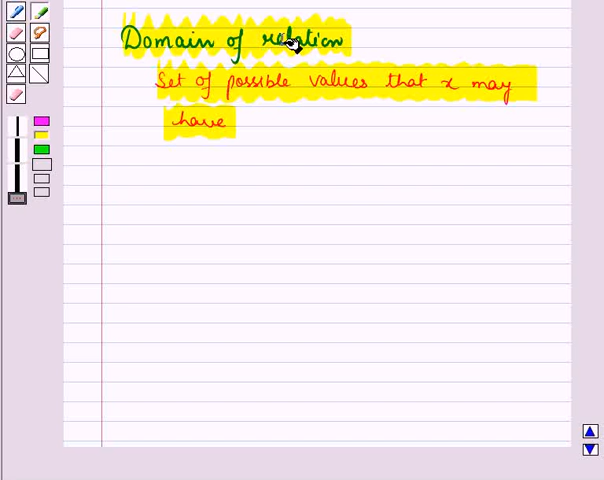 Domain of relation
Set of possible values that x may
have